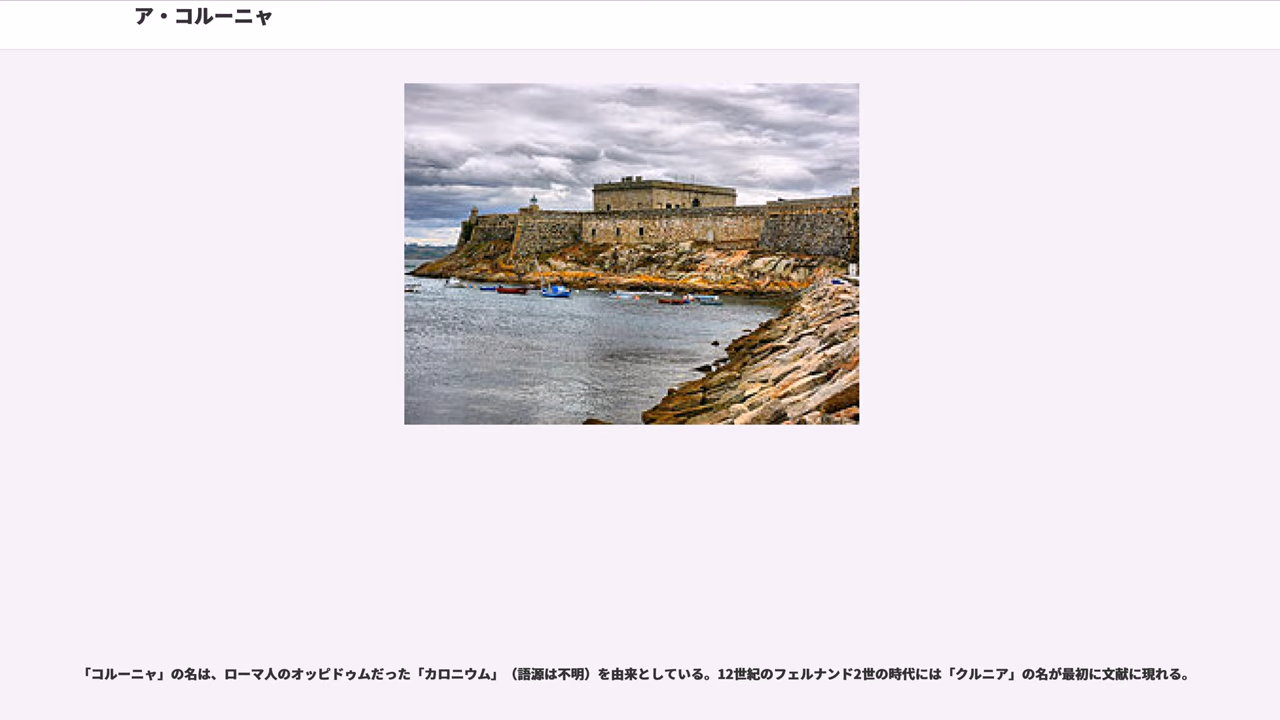 ア・コルーニャ
「コルーニャ」の名は、ローマ人のオッピドゥムだった「カロニウム」（語源は不明）を由来としている。12世紀のフェルナンド2世の時代には「クルニア」の名が最初に文献に現れる。